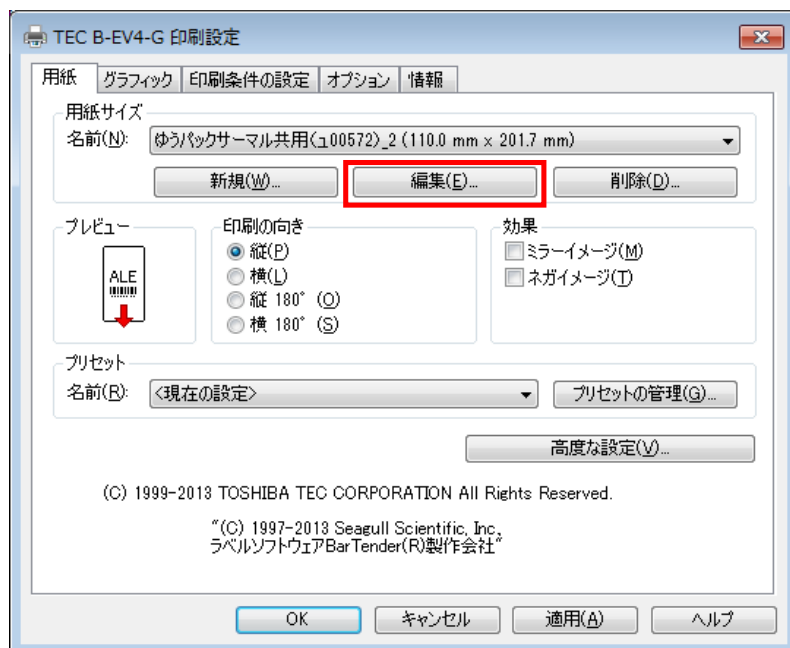 TEC B-EV4-G 印刷設定
用紙 グラフィック 印刷条件の設定 オプション 情報
用紙サイズ
名前(N): ゆうパックサーマル共用(ュ00572)_2 (110.0 mm x 201.7 mm)
新規(W)... 編集(E)... 削除(D)...
プレビュー 印刷の向き 効果
ALE
縦(P)
横(L)
縦 180° (O)
横 180° (S)
ミラーイメージ(M)
ネガイメージ(T)
プリセット
名前(R): <現在の設定> プリセットの管理(G)...
高度な設定(V)...
(C) 1999-2013 TOSHIBA TEC CORPORATION All Rights Reserved.
"(C) 1997-2013 Seagull Scientific, Inc.
ラベルソフトウェアBarTender(R)製作会社"
OK キャンセル 適用(A) ヘルプ